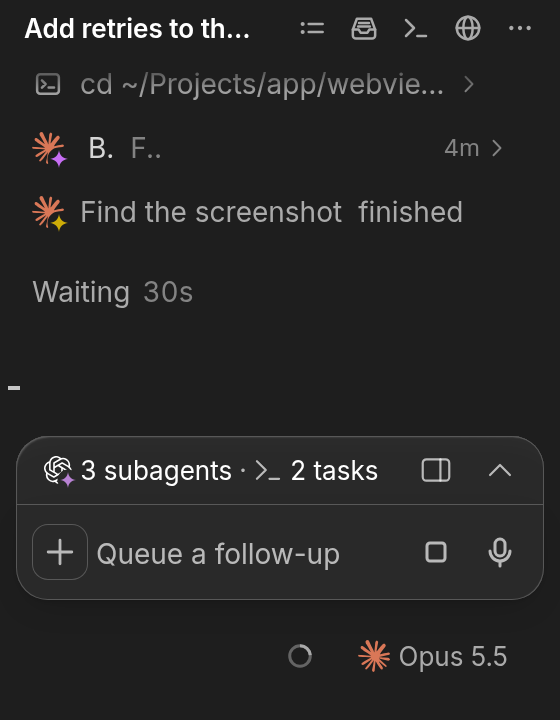 Add retries to th...
cd ~/Projects/app/webvie...
B. F.. 4m
Find the screenshot finished
Waiting 30s
3 subagents · 2 tasks
Queue a follow-up
Opus 5.5